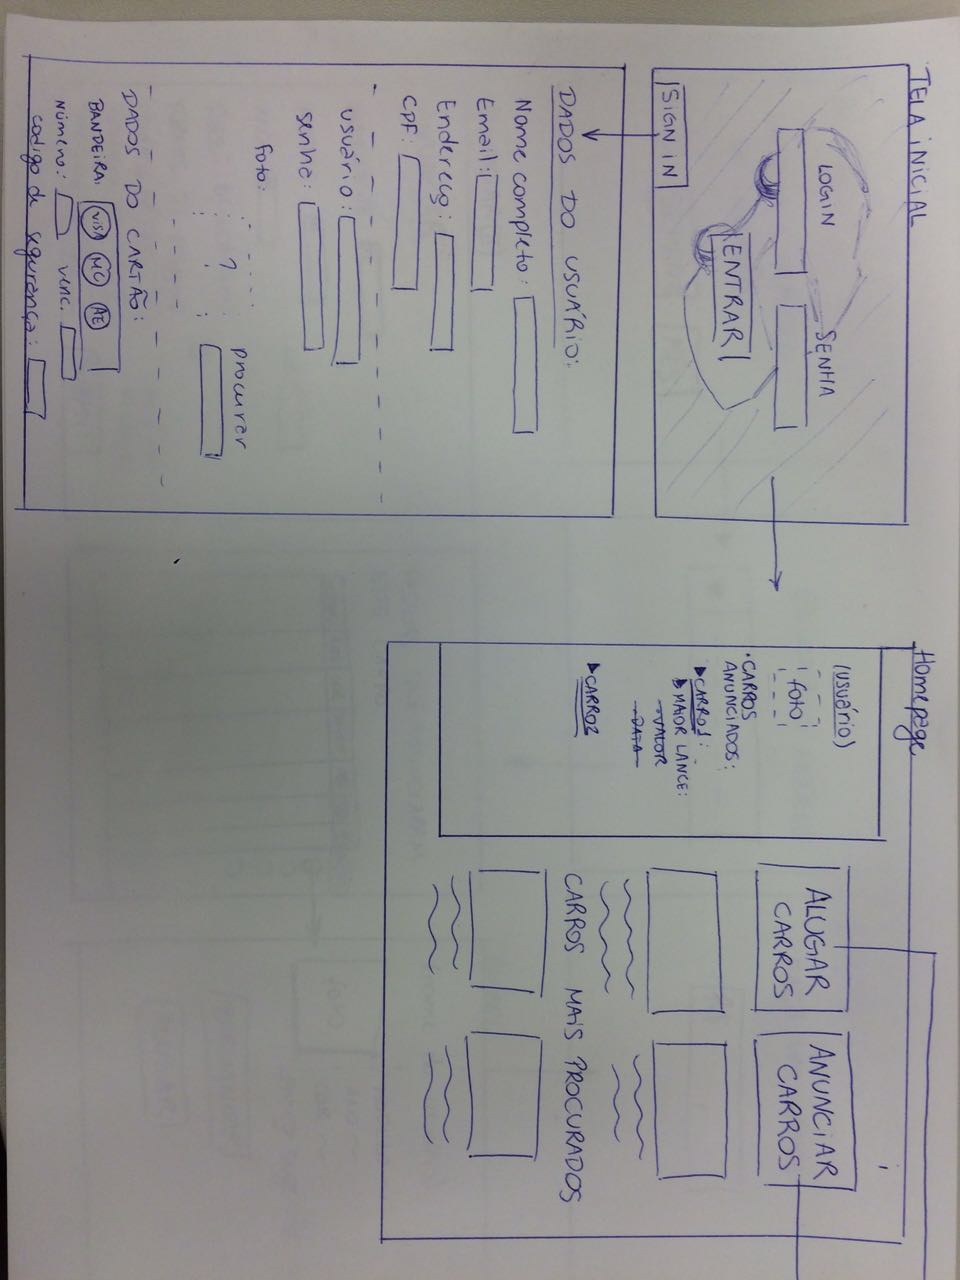 TELA INICIAL
LOGIN
SENHA
ENTRAR
SIGN IN
DADOS DO USUÁRIO:
Nome completo:
Email:
Endereço:
CPF:
usuário:
senha:
foto:
?
procurar
DADOS DO CARTÃO:
BANDEIRA: VISA MC AE
Número: venc.
codigo de segurança:
Homepage
(usuário)
FOTO
• CARROS
ANUNCIADOS:
CARRO1:
MAIOR LANCE:
VALOR
DATA
CARRO2
ALUGAR
CARROS
ANUNCIAR
CARROS
CARROS MAIS PROCURADOS